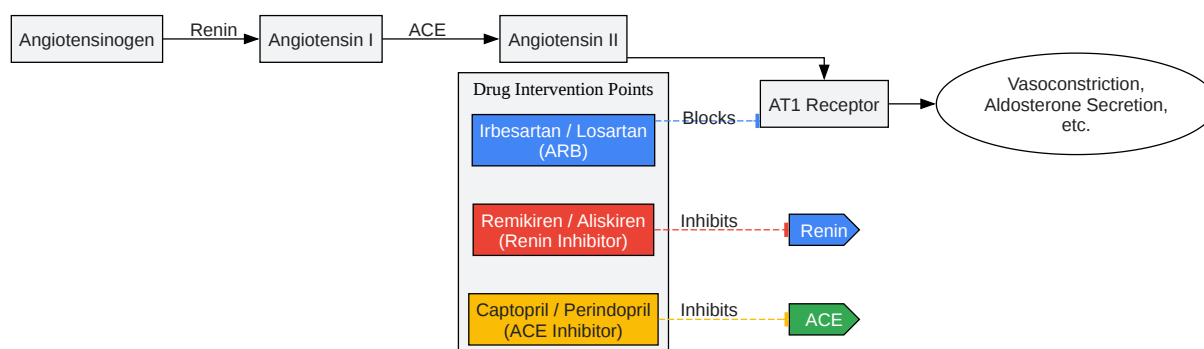 Angiotensinogen
Renin
Angiotensin I
ACE
Angiotensin II
Drug Intervention Points
Irbesartan / Losartan
(ARB)
Blocks
AT1 Receptor
Vasoconstriction,
Aldosterone Secretion,
etc.
Remikiren / Aliskiren
(Renin Inhibitor)
Inhibits
Renin
Captopril / Perindopril
(ACE Inhibitor)
Inhibits
ACE